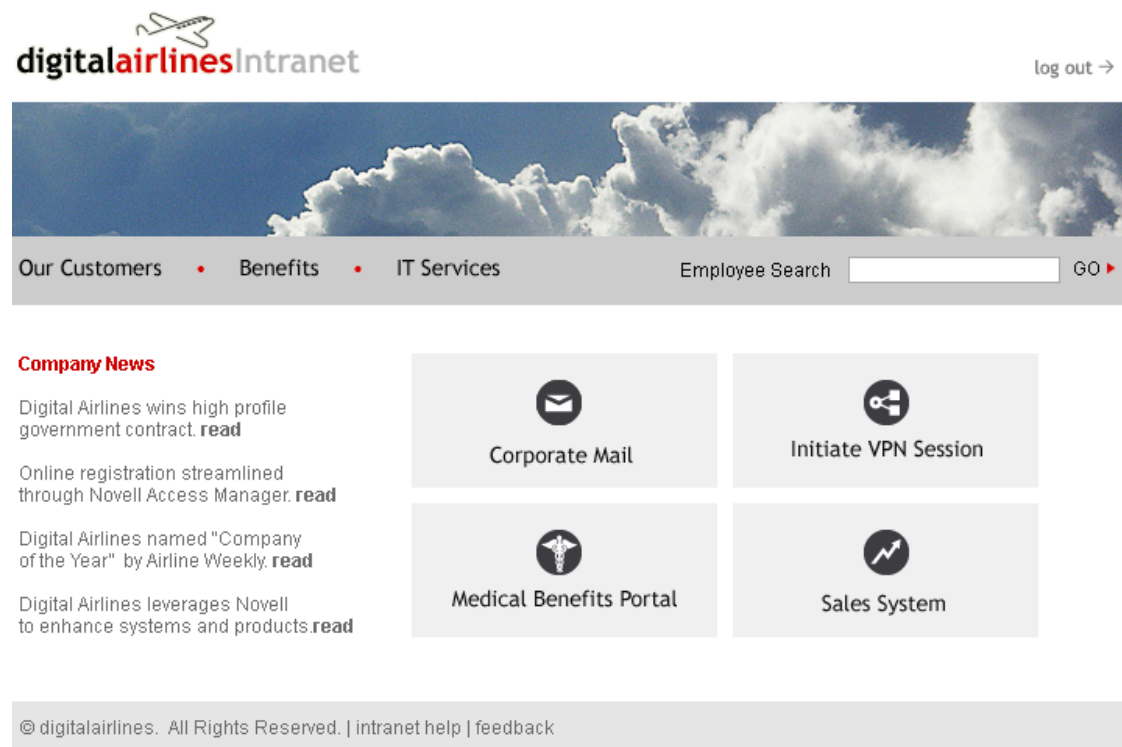 digitalairlinesIntranet
log out →
Our Customers • Benefits • IT Services
Employee Search
GO
Company News
Digital Airlines wins high profile
government contract. read
Online registration streamlined
through Novell Access Manager. read
Digital Airlines named "Company
of the Year" by Airline Weekly. read
Digital Airlines leverages Novell
to enhance systems and products.read
Corporate Mail
Initiate VPN Session
Medical Benefits Portal
Sales System
© digitalairlines. All Rights Reserved. | intranet help | feedback